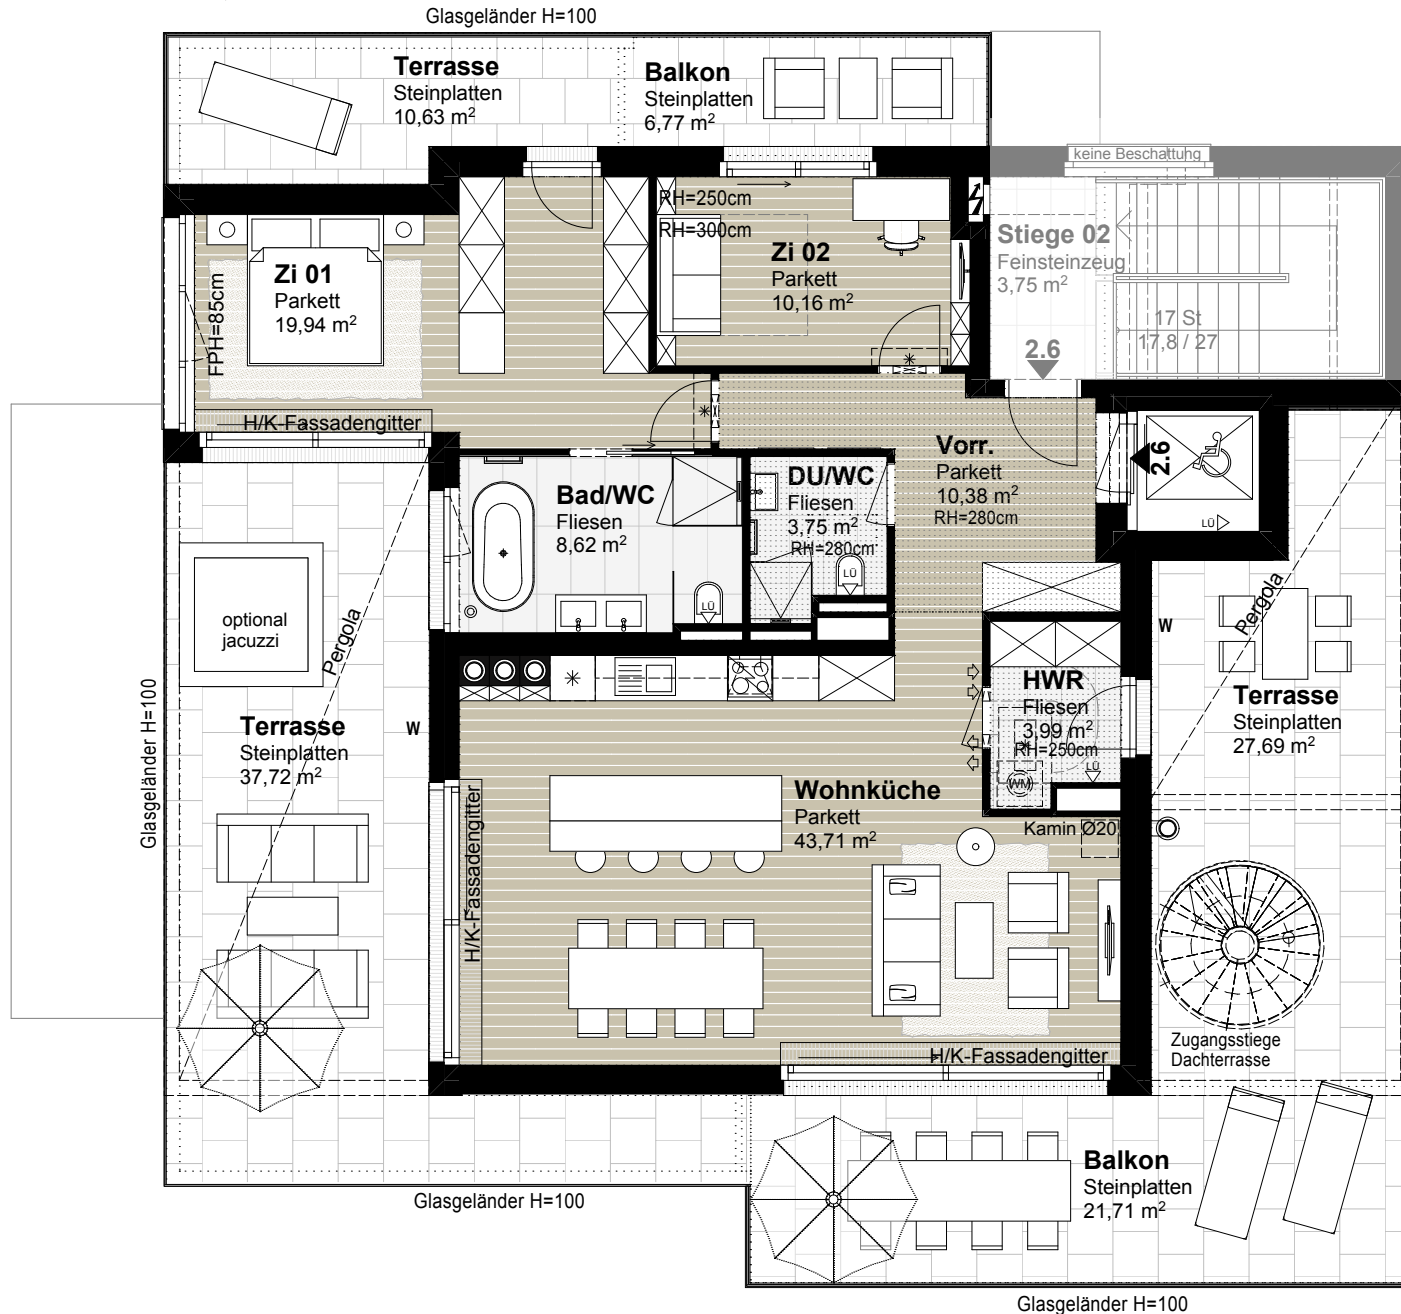 Glasgeländer H=100
Terrasse
Steinplatten
10,63 m²
Balkon
Steinplatten
6,77 m²
keine Beschattung
RH=250cm
RH=300cm
Zi 02
Parkett
10,16 m²
Stiege 02
Feinsteinzeug
3,75 m²
17 St
17,8 / 27
2.6
Zi 01
Parkett
19,94 m²
FPH=85cm
H/K-Fassadengitter
Vorr.
Parkett
10,38 m²
RH=280cm
2.6
LÜ
Bad/WC
Fliesen
8,62 m²
LÜ
DU/WC
Fliesen
3,75 m²
RH=280cm
LÜ
optional
jacuzzi
Pergola
Pergola
W
Terrasse
Steinplatten
27,69 m²
HWR
Fliesen
3,99 m²
RH=250cm
LÜ
WM
Glasgeländer H=100
Terrasse
Steinplatten
37,72 m²
W
H/K-Fassadengitter
Wohnküche
Parkett
43,71 m²
Kamin Ø20
Zugangsstiege
Dachterrasse
H/K-Fassadengitter
Balkon
Steinplatten
21,71 m²
Glasgeländer H=100
Glasgeländer H=100